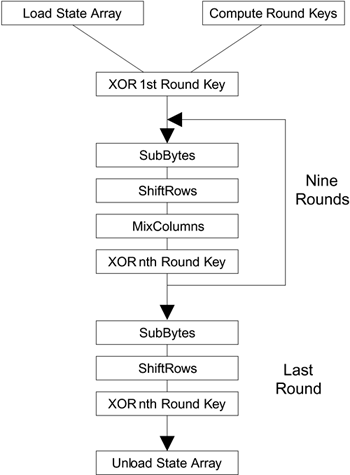 Load State Array
Compute Round Keys
XOR 1st Round Key
SubBytes
ShiftRows
MixColumns
XOR nth Round Key
Nine
Rounds
SubBytes
ShiftRows
XOR nth Round Key
Last
Round
Unload State Array